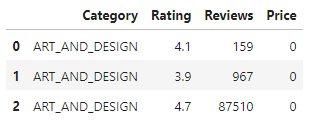 Category Rating Reviews Price
0 ART_AND_DESIGN 4.1 159 0
1 ART_AND_DESIGN 3.9 967 0
2 ART_AND_DESIGN 4.7 87510 0